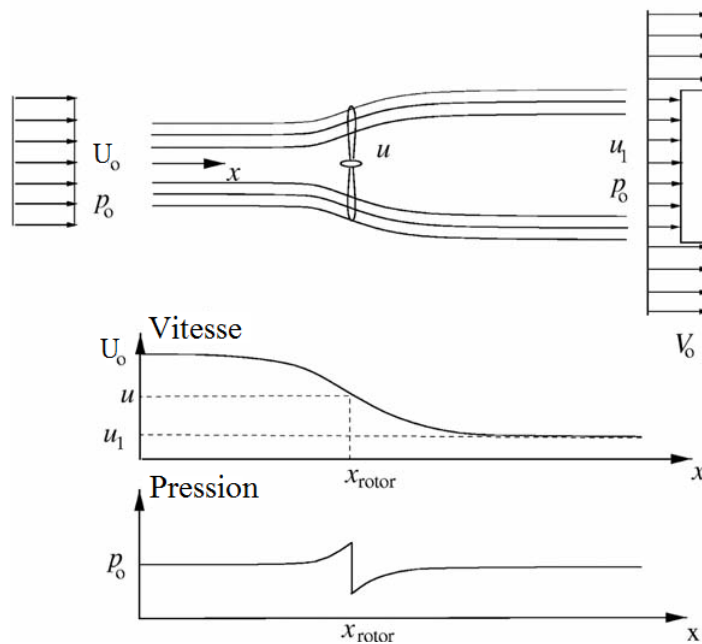 U₀ u u₁
x
p₀ p₀
V₀
Vitesse
U₀
u
u₁
x_rotor x
Pression
p₀
x_rotor x